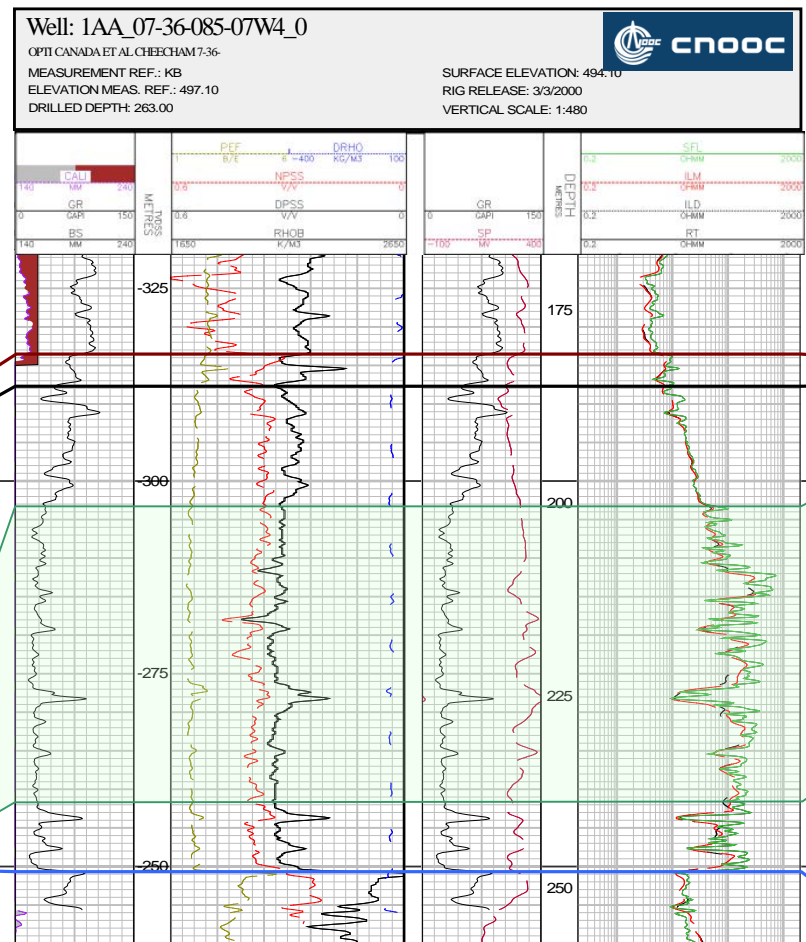 Well: 1AA_07-36-085-07W4_0
OPTI CANADA ET AL CHEECHAM 7-36-
MEASUREMENT REF.: KB
ELEVATION MEAS. REF.: 497.10
DRILLED DEPTH: 263.00
SURFACE ELEVATION: 494.10
RIG RELEASE: 3/3/2000
VERTICAL SCALE: 1:480
cnooc
CALI
140 MM 240
GR
0 GAPI 150
BS
140 MM 240
TVDSS
METRES
PEF
1 B/E 6
DRHO
-400 KG/M3 100
NPSS
0.6 V/V 0
DPSS
0.6 V/V 0
RHOB
1650 K/M3 2650
GR
0 GAPI 150
SP
-100 MV 400
DEPTH
METRES
SFL
0.2 OHMM 2000
ILM
0.2 OHMM 2000
ILD
0.2 OHMM 2000
RT
0.2 OHMM 2000
-325
175
-300
200
-275
225
-250
250